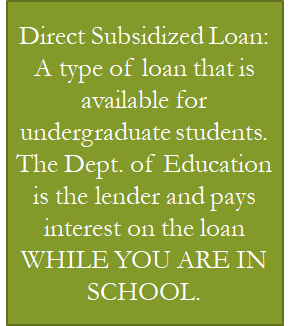 Direct Subsidized Loan:
A type of loan that is
available for
undergraduate students.
The Dept. of Education
is the lender and pays
interest on the loan
WHILE YOU ARE IN
SCHOOL.